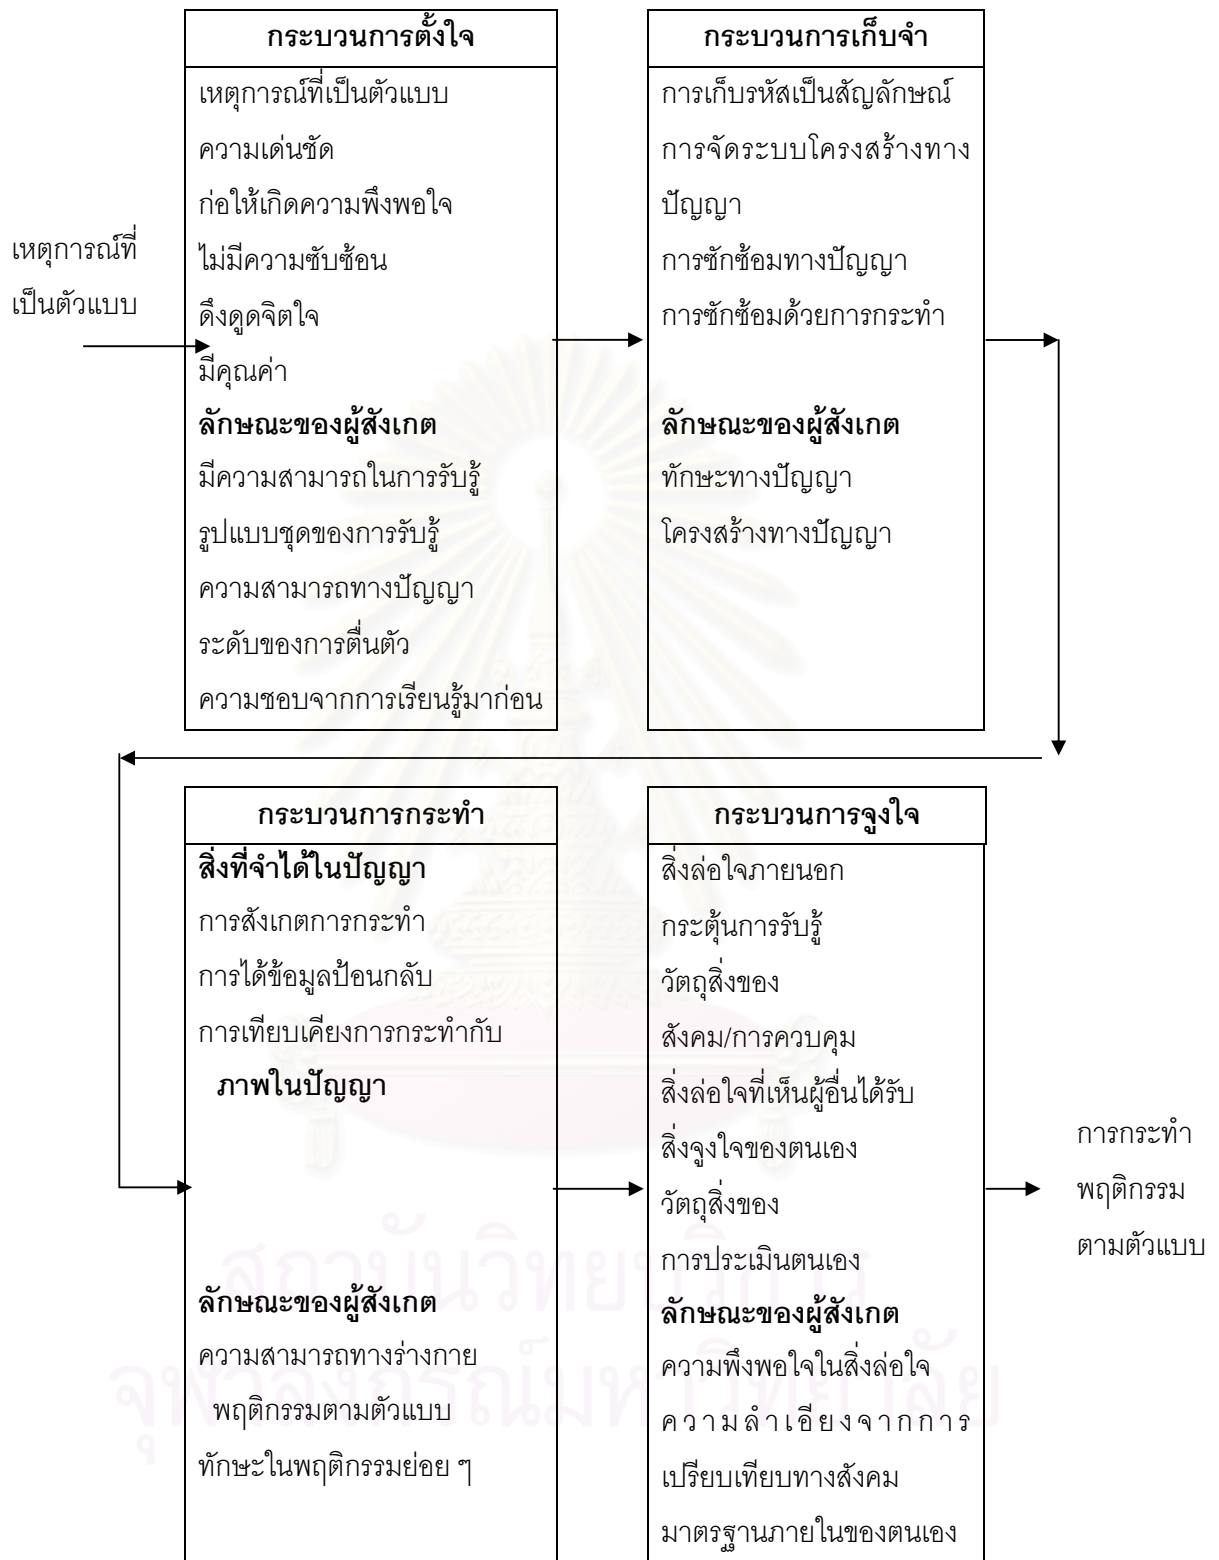 เหตุการณ์ที่
เป็นตัวแบบ
กระบวนการตั้งใจ
เหตุการณ์ที่เป็นตัวแบบ
ความเด่นชัด
ก่อให้เกิดความพึงพอใจ
ไม่มีความซับซ้อน
ดึงดูดจิตใจ
มีคุณค่า
ลักษณะของผู้สังเกต
มีความสามารถในการรับรู้
รูปแบบชุดของการรับรู้
ความสามารถทางปัญญา
ระดับของการตื่นตัว
ความชอบจากการเรียนรู้มาก่อน
กระบวนการเก็บจำ
การเก็บรหัสเป็นสัญลักษณ์
การจัดระบบโครงสร้างทาง
ปัญญา
การซักซ้อมทางปัญญา
การซักซ้อมด้วยการกระทำ
ลักษณะของผู้สังเกต
ทักษะทางปัญญา
โครงสร้างทางปัญญา
กระบวนการกระทำ
สิ่งที่จำได้ในปัญญา
การสังเกตการกระทำ
การได้ข้อมูลป้อนกลับ
การเทียบเคียงการกระทำกับ
ภาพในปัญญา
ลักษณะของผู้สังเกต
ความสามารถทางร่างกาย
พฤติกรรมตามตัวแบบ
ทักษะในพฤติกรรมย่อย ๆ
กระบวนการจูงใจ
สิ่งล่อใจภายนอก
กระตุ้นการรับรู้
วัตถุสิ่งของ
สังคม/การควบคุม
สิ่งล่อใจที่เห็นผู้อื่นได้รับ
สิ่งจูงใจของตนเอง
วัตถุสิ่งของ
การประเมินตนเอง
ลักษณะของผู้สังเกต
ความพึงพอใจในสิ่งล่อใจ
ความลำเอียงจากการ
เปรียบเทียบทางสังคม
มาตรฐานภายในของตนเอง
การกระทำ
พฤติกรรม
ตามตัวแบบ
สถาบันวิทยบริการ
จุฬาลงกรณ์มหาวิทยาลัย